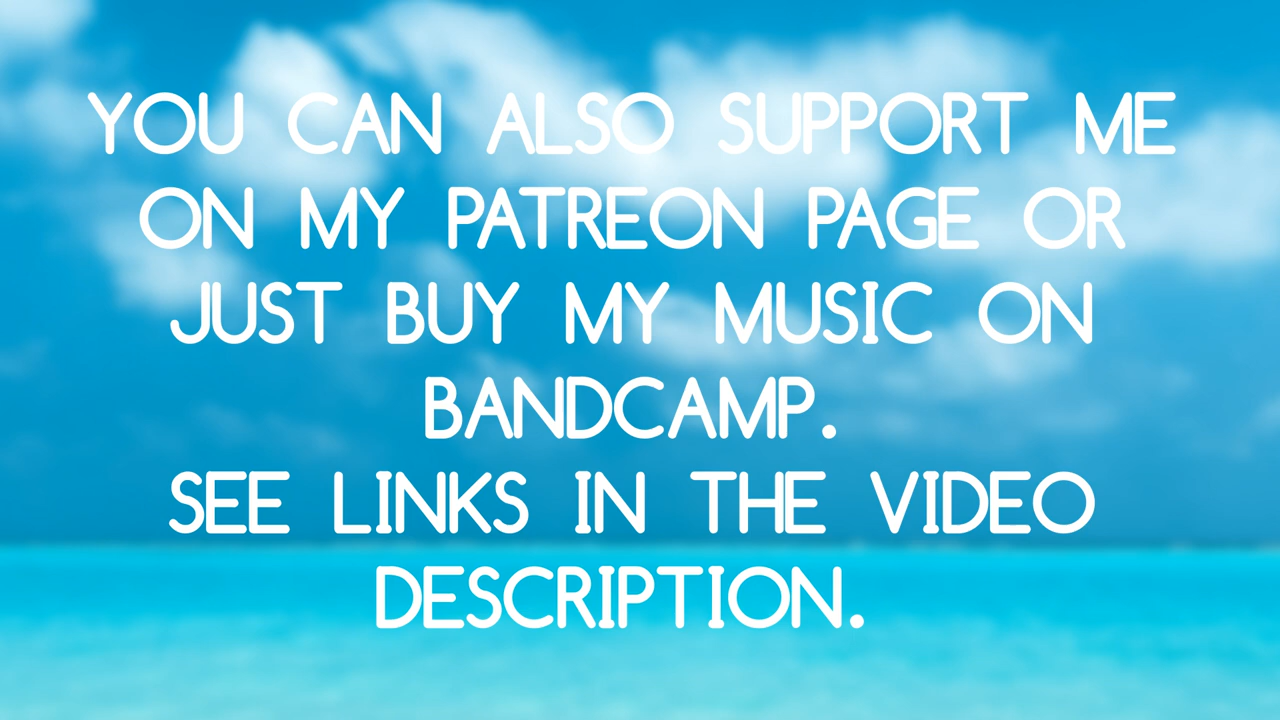 YOU CAN ALSO SUPPORT ME
ON MY PATREON PAGE OR
JUST BUY MY MUSIC ON
BANDCAMP.
SEE LINKS IN THE VIDEO
DESCRIPTION.